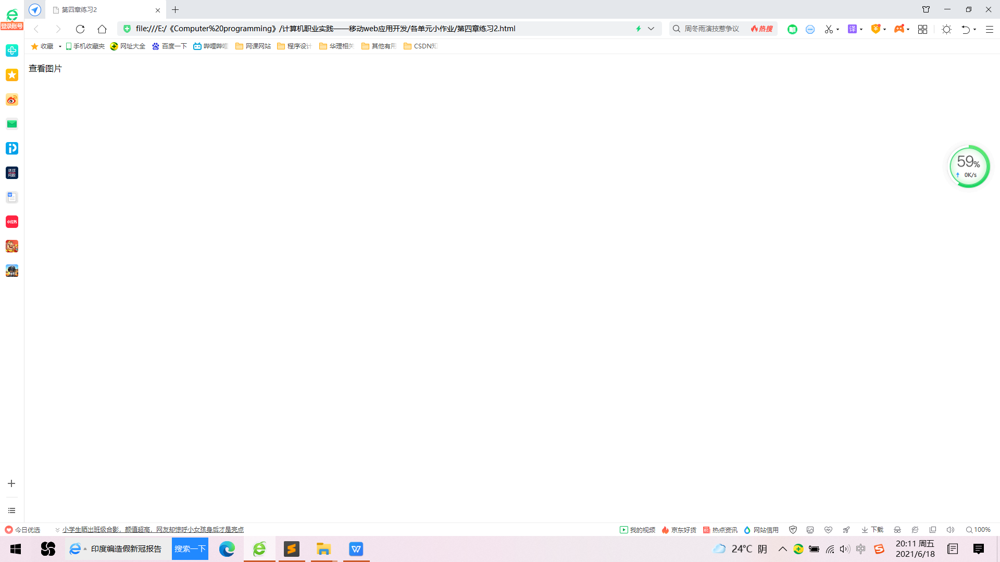 第四章练习2
登录账号
file:///E:/《Computer%20programming》/计算机职业实践——移动web应用开发/各单元小作业/第四章练习2.html
周冬雨演技惹争议
热搜
译
收藏
手机收藏夹
网址大全
百度一下
哔哩哔哩
网课网站
程序设计
华理相关
其他有用
CSDN知
查看图片
环球
网校
小红书
59%
0K/s
今日优选
小学生晒出班级合影，颜值超高，网友却惊呼小女孩身后才是亮点
我的视频
京东好货
热点资讯
网站信用
下载
100%
印度编造假新冠报告
搜索一下
24°C 阴
中
20:11 周五
2021/6/18